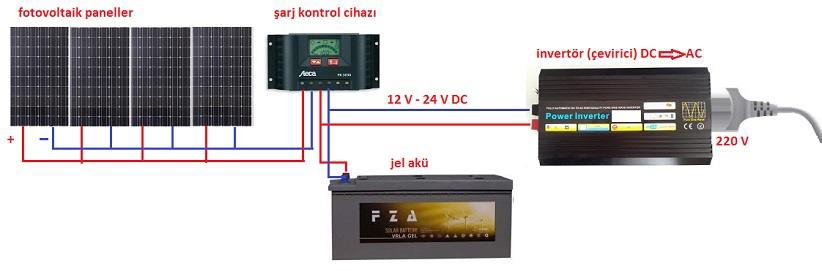 fotovoltaik paneller
şarj kontrol cihazı
Steca
invertör (çevirici) DC AC
12 V - 24 V DC
Power Inverter
+ −
220 V
jel akü
FZA
SOLAR BATTERY
VRLA GEL